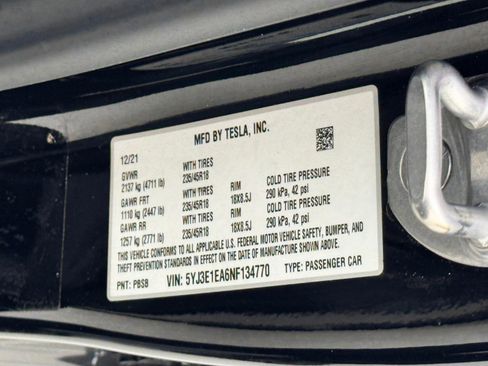 MFD BY TESLA, INC.
12/21
GVWR WITH TIRES
2137 kg (4711 lb) 235/45R18 RIM COLD TIRE PRESSURE
GAWR FRT WITH TIRES 18X8.5J 290 kPa, 42 psi
1110 kg (2447 lb) 235/45R18 RIM COLD TIRE PRESSURE
GAWR RR WITH TIRES 18X8.5J 290 kPa, 42 psi
1257 kg (2771 lb) 235/45R18
THIS VEHICLE CONFORMS TO ALL APPLICABLE U.S. FEDERAL MOTOR VEHICLE SAFETY, BUMPER, AND
THEFT PREVENTION STANDARDS IN EFFECT ON THE DATE OF MANUFACTURE SHOWN ABOVE.
PNT: PBSB VIN: 5YJ3E1EA6NF134770 TYPE: PASSENGER CAR